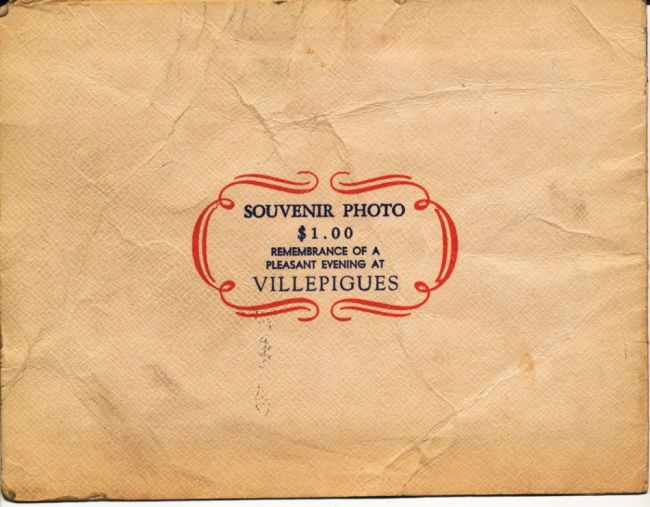 SOUVENIR PHOTO
$1.00
REMEMBRANCE OF A
PLEASANT EVENING AT
VILLEPIGUES